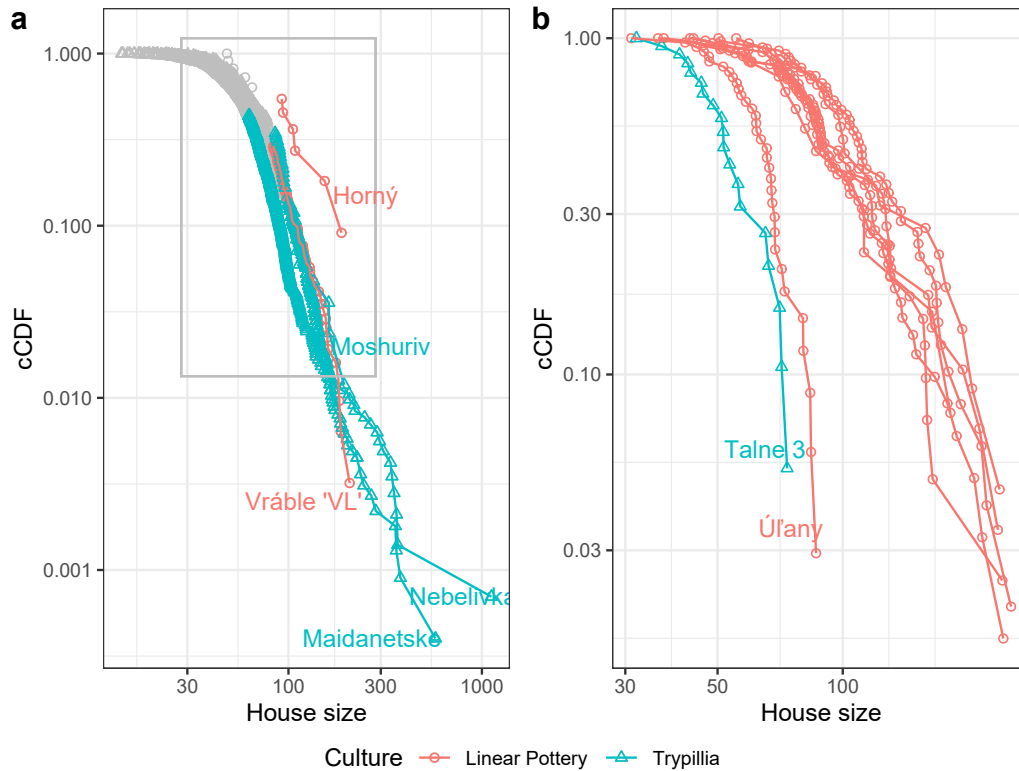 a
b
1.000
0.100
0.010
0.001
cCDF
30
100
300
1000
House size
Horný
Moshuriv
Vráble 'VL'
Nebelivka
Maidanetske
1.00
0.30
0.10
0.03
cCDF
30
50
100
House size
Talne 3
Úľany
Culture
Linear Pottery
Trypillia